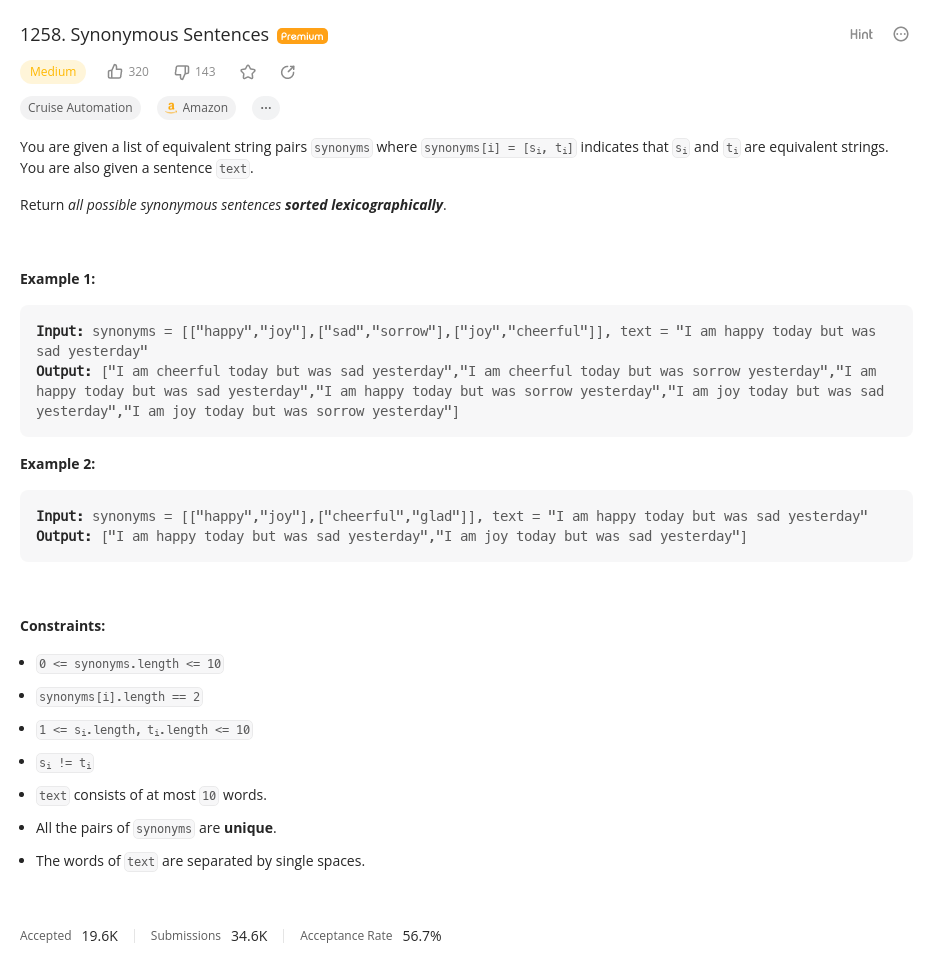 1258. Synonymous Sentences Premium Hint
Medium 320 143
Cruise Automation a Amazon ···
You are given a list of equivalent string pairs synonyms where synonyms[i] = [si, ti] indicates that si and ti are equivalent strings.
You are also given a sentence text.
Return all possible synonymous sentences sorted lexicographically.
Example 1:
Input: synonyms = [["happy","joy"],["sad","sorrow"],["joy","cheerful"]], text = "I am happy today but was
sad yesterday"
Output: ["I am cheerful today but was sad yesterday","I am cheerful today but was sorrow yesterday","I am
happy today but was sad yesterday","I am happy today but was sorrow yesterday","I am joy today but was sad
yesterday","I am joy today but was sorrow yesterday"]
Example 2:
Input: synonyms = [["happy","joy"],["cheerful","glad"]], text = "I am happy today but was sad yesterday"
Output: ["I am happy today but was sad yesterday","I am joy today but was sad yesterday"]
Constraints:
• 0 <= synonyms.length <= 10
• synonyms[i].length == 2
• 1 <= si.length, ti.length <= 10
• si != ti
• text consists of at most 10 words.
• All the pairs of synonyms are unique.
• The words of text are separated by single spaces.
Accepted 19.6K Submissions 34.6K Acceptance Rate 56.7%